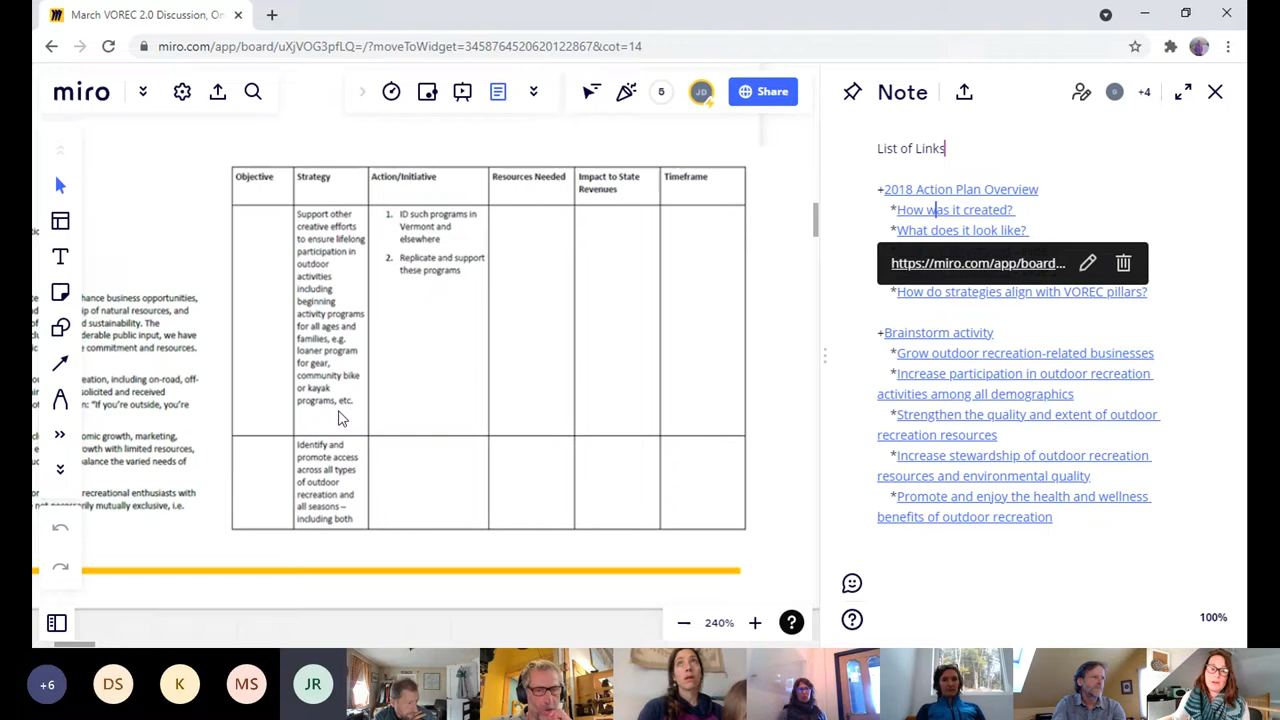 March VOREC 2.0 Discussion, On
miro.com/app/board/uXjVOG3pfLQ=/?moveToWidget=3458764520620122867&cot=14
miro
5
JD
Share
Note
G
+4
List of Links
+2018 Action Plan Overview
*How was it created?
*What does it look like?
https://miro.com/app/board...
*How do strategies align with VOREC pillars?
+Brainstorm activity
*Grow outdoor recreation-related businesses
*Increase participation in outdoor recreation
activities among all demographics
*Strengthen the quality and extent of outdoor
recreation resources
*Increase stewardship of outdoor recreation
resources and environmental quality
*Promote and enjoy the health and wellness
benefits of outdoor recreation
100%
hance business opportunities,
ip of natural resources, and
d sustainability. The
derable public input, we have
commitment and resources.
eation, including on-road, off-
solicited and received
n: "If you're outside, you're
omic growth, marketing,
owth with limited resources,
balance the varied needs of
recreational enthusiasts with
mutually exclusive, i.e.
Objective
Strategy
Action/Initiative
Resources Needed
Impact to State
Revenues
Timeframe
Support other
creative efforts
to ensure lifelong
participation in
outdoor
activities
including
beginning
activity programs
for all ages and
families, e.g.
loaner program
for gear,
community bike
or kayak
programs, etc.
1. ID such programs in
Vermont and
elsewhere
2. Replicate and support
these programs
Identify and
promote access
across all types
of outdoor
recreation and
all seasons –
including both
240%
+6
DS
K
MS
JR